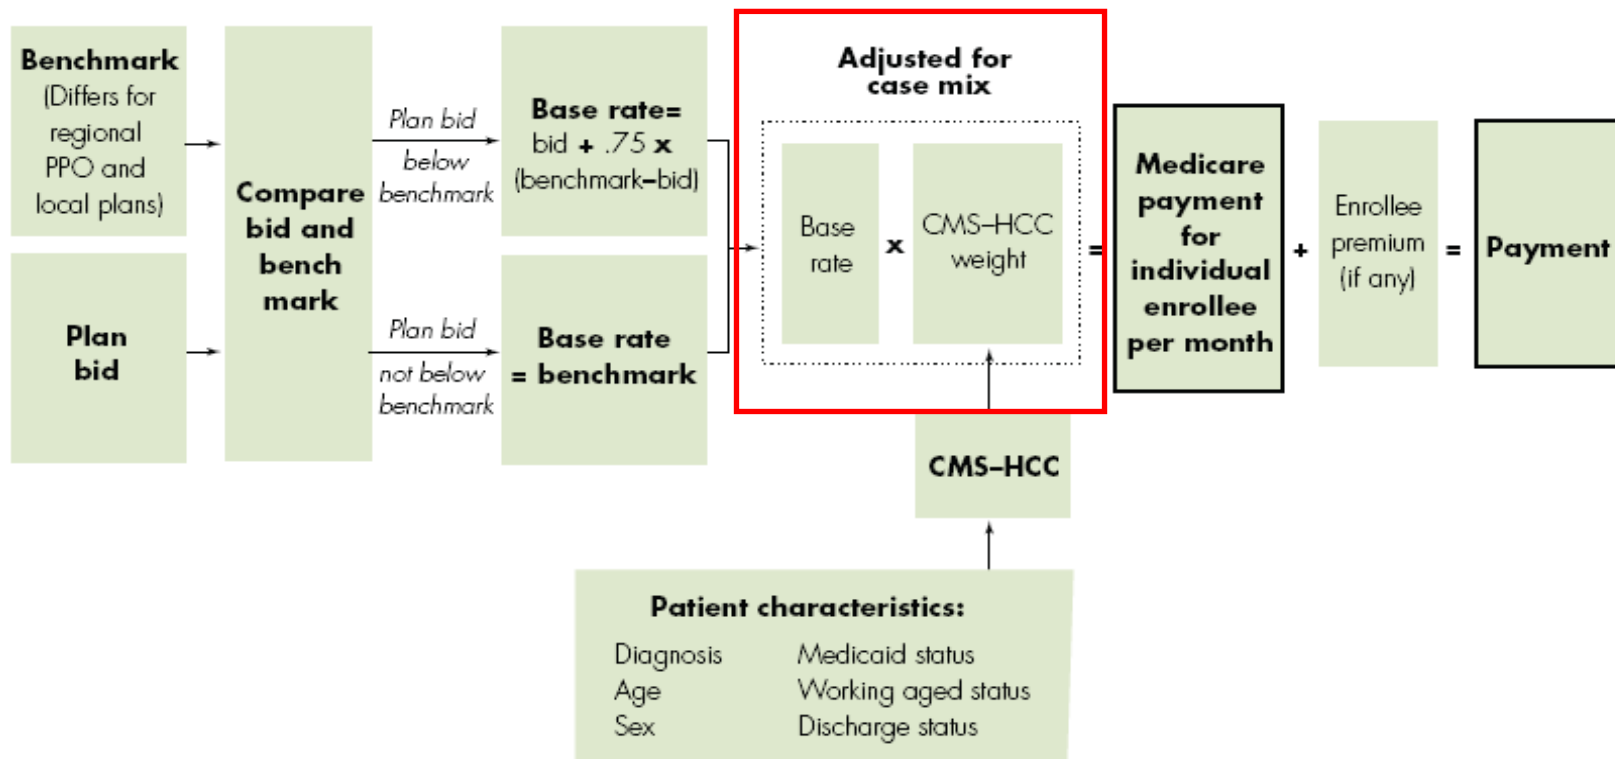 Benchmark
(Differs for
regional
PPO and
local plans)
Plan
bid
Compare
bid and
bench
mark
Plan bid
below
benchmark
Plan bid
not below
benchmark
Base rate=
bid + .75 x
(benchmark–bid)
Base rate
= benchmark
Adjusted for
case mix
Base
rate
x
CMS–HCC
weight
=
Medicare
payment
for
individual
enrollee
per month
+
Enrollee
premium
(if any)
=
Payment
CMS–HCC
Patient characteristics:
Diagnosis Medicaid status
Age Working aged status
Sex Discharge status